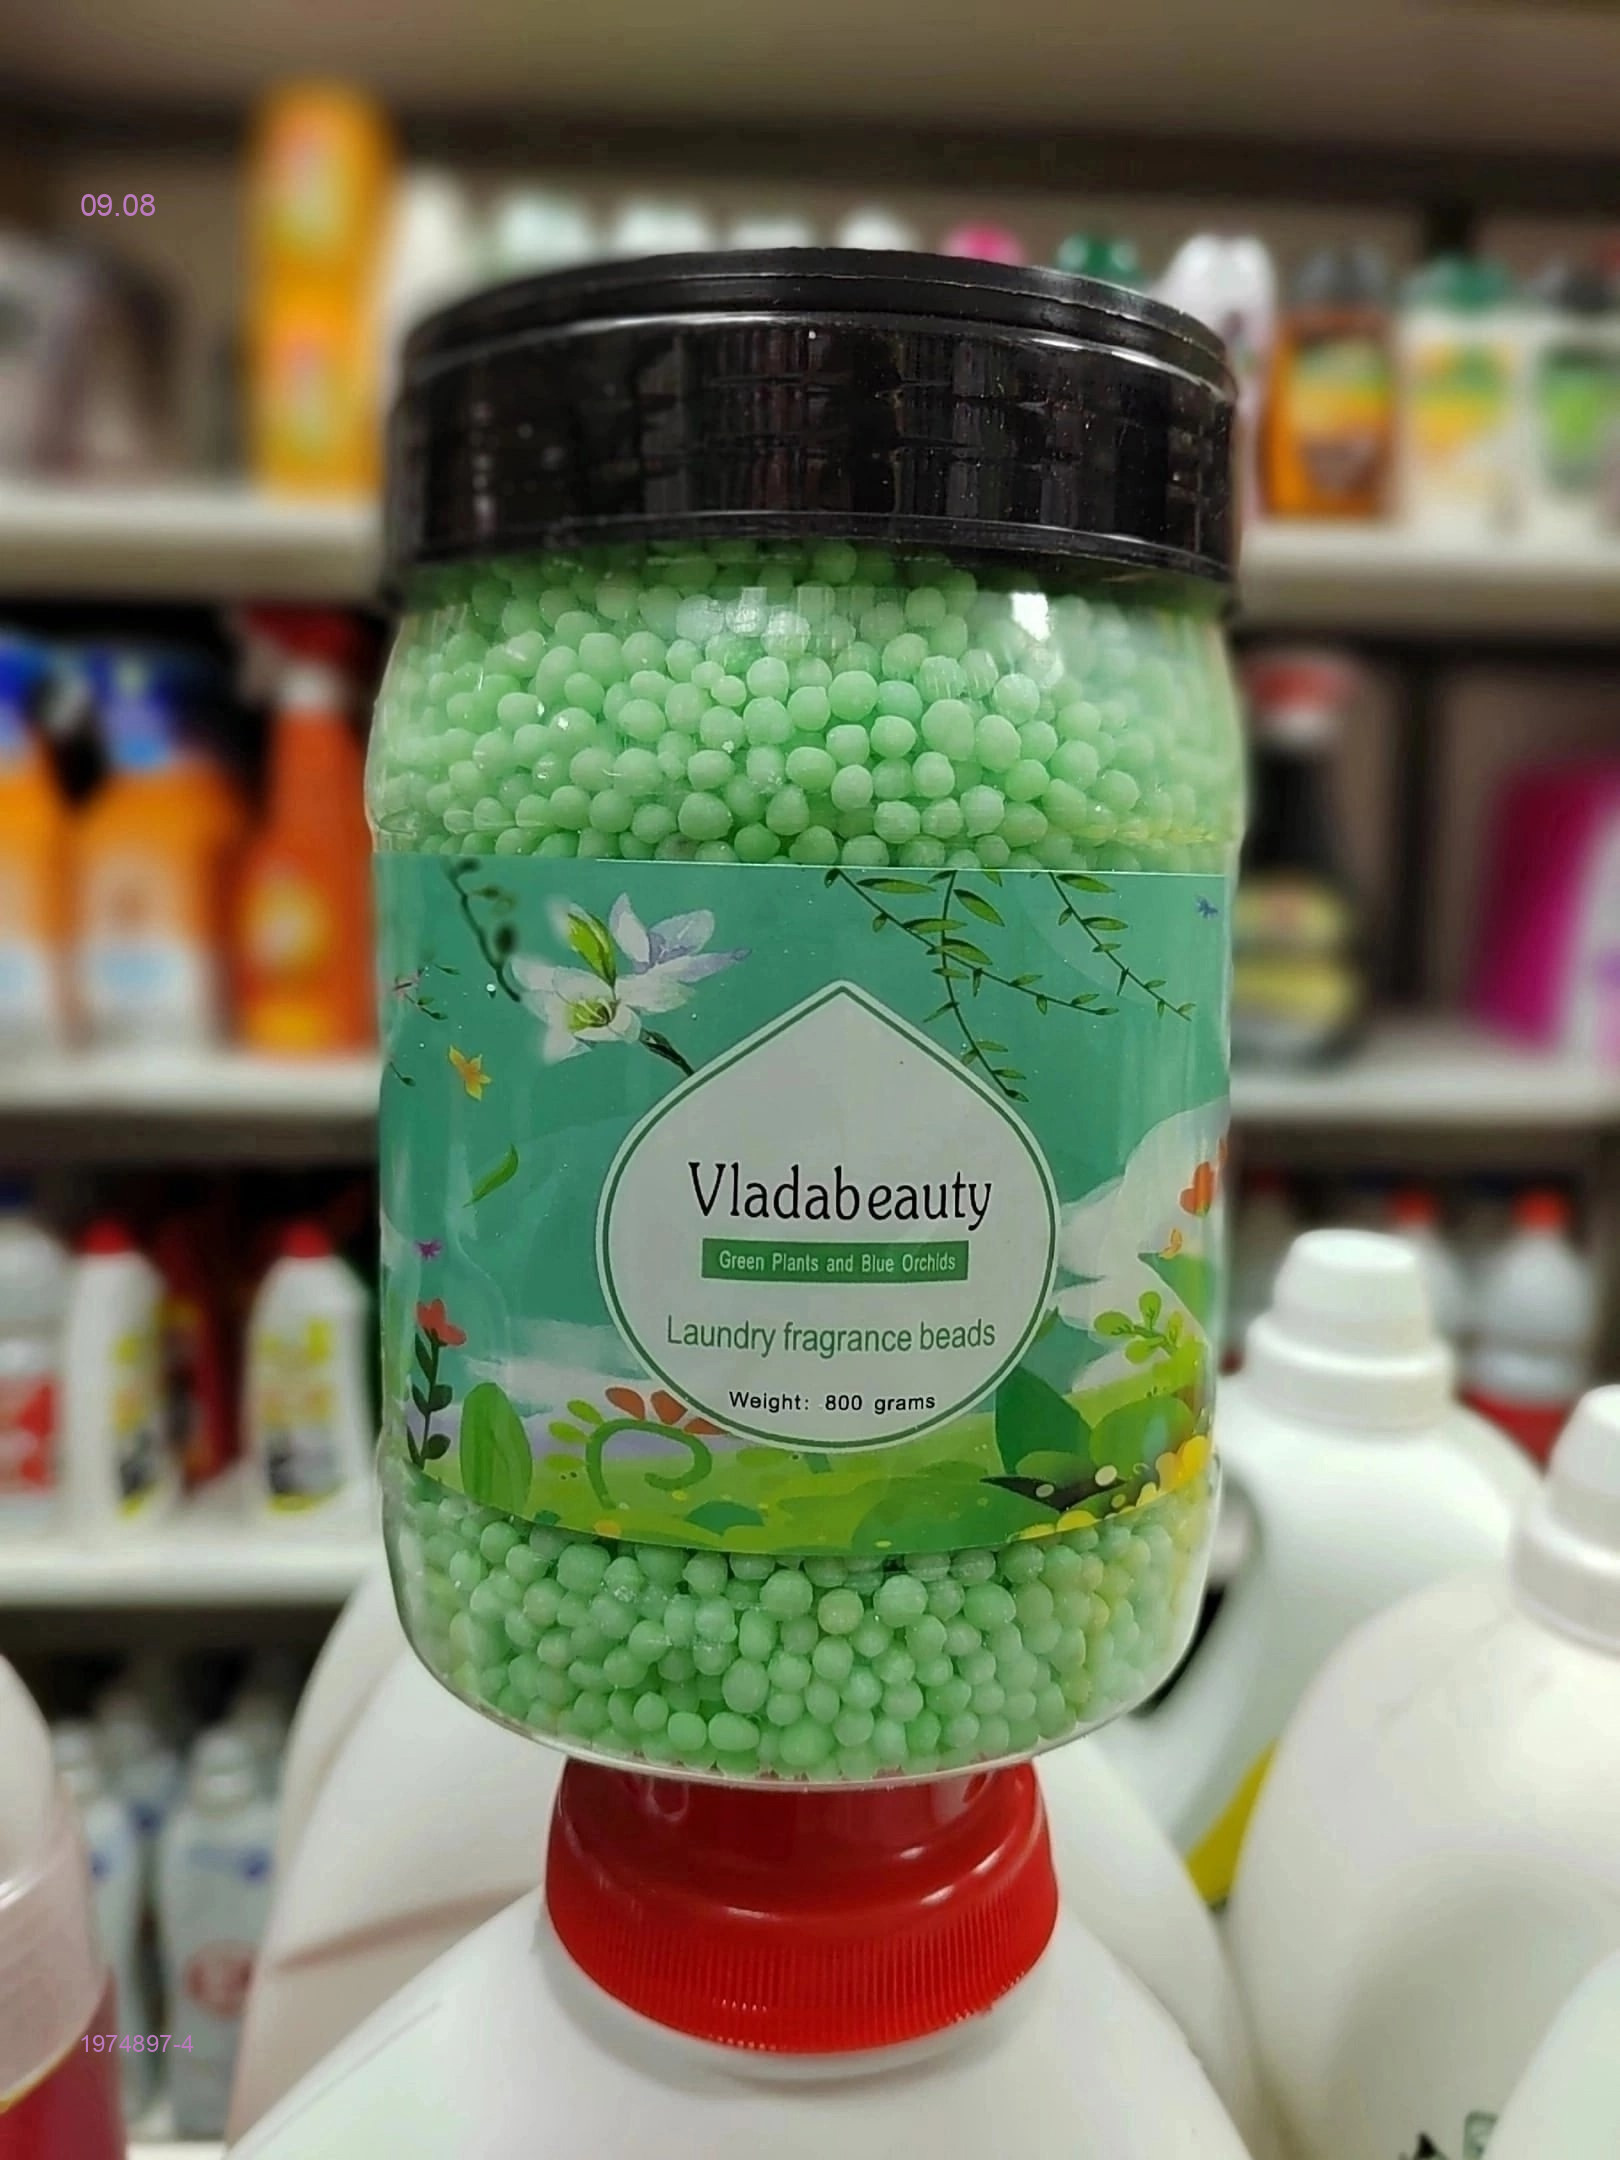 09.08
Vladabeauty
Green Plants and Blue Orchids
Laundry fragrance beads
Weight: 800 grams
1974897-4